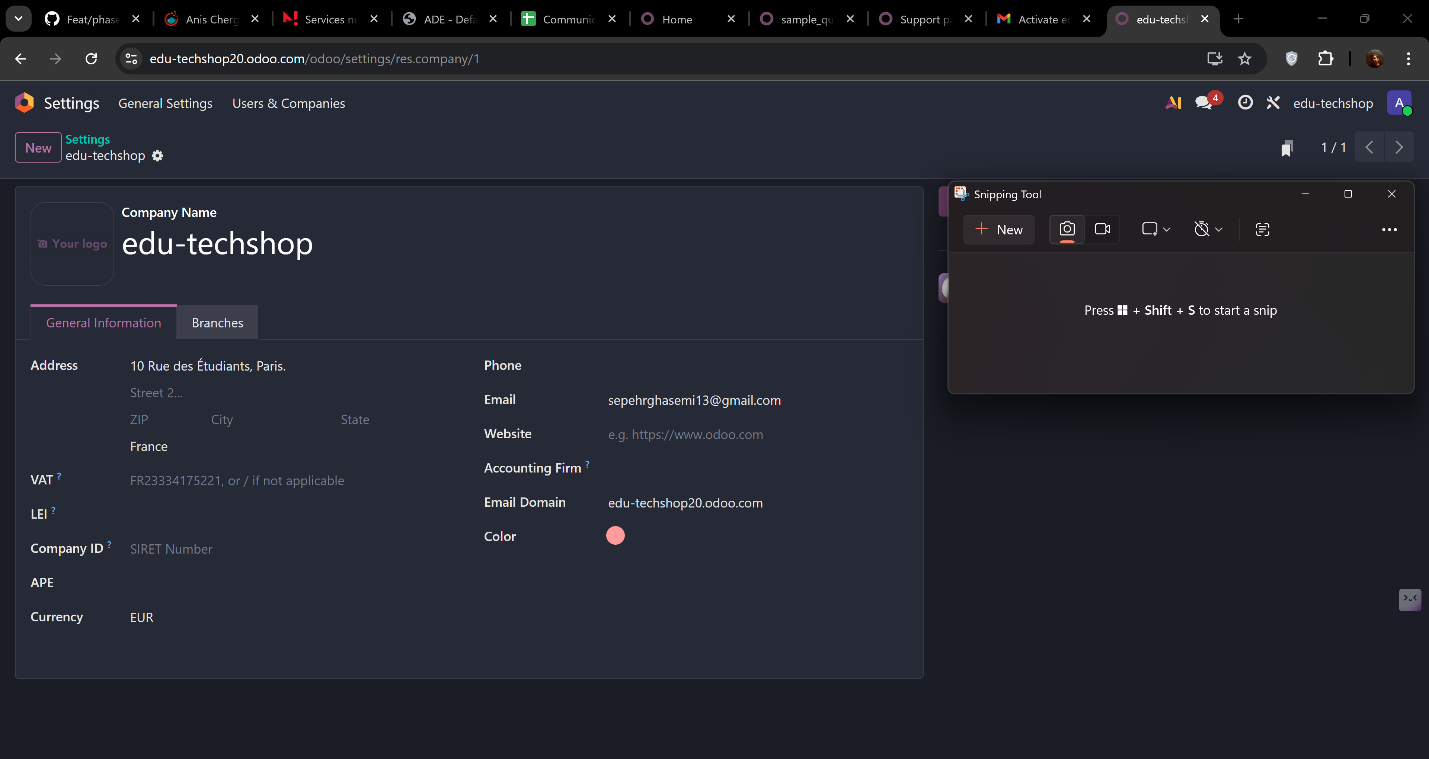 Feat/phase
Anis Cherg
Services nu
ADE - Defa
Communic
Home
sample_qu
Support p
Activate e
edu-techs
edu-techshop20.odoo.com/odoo/settings/res.company/1
Settings
General Settings
Users & Companies
4
edu-techshop
A
New
Settings
edu-techshop
1 / 1
Your logo
Company Name
edu-techshop
General Information
Branches
Address
10 Rue des Étudiants, Paris.
Street 2...
ZIP City State
France
VAT ?
FR23334175221, or / if not applicable
LEI ?
Company ID ?
SIRET Number
APE
Currency
EUR
Phone
Email
sepehrghasemi13@gmail.com
Website
e.g. https://www.odoo.com
Accounting Firm ?
Email Domain
edu-techshop20.odoo.com
Color
Snipping Tool
New
Press + Shift + S to start a snip